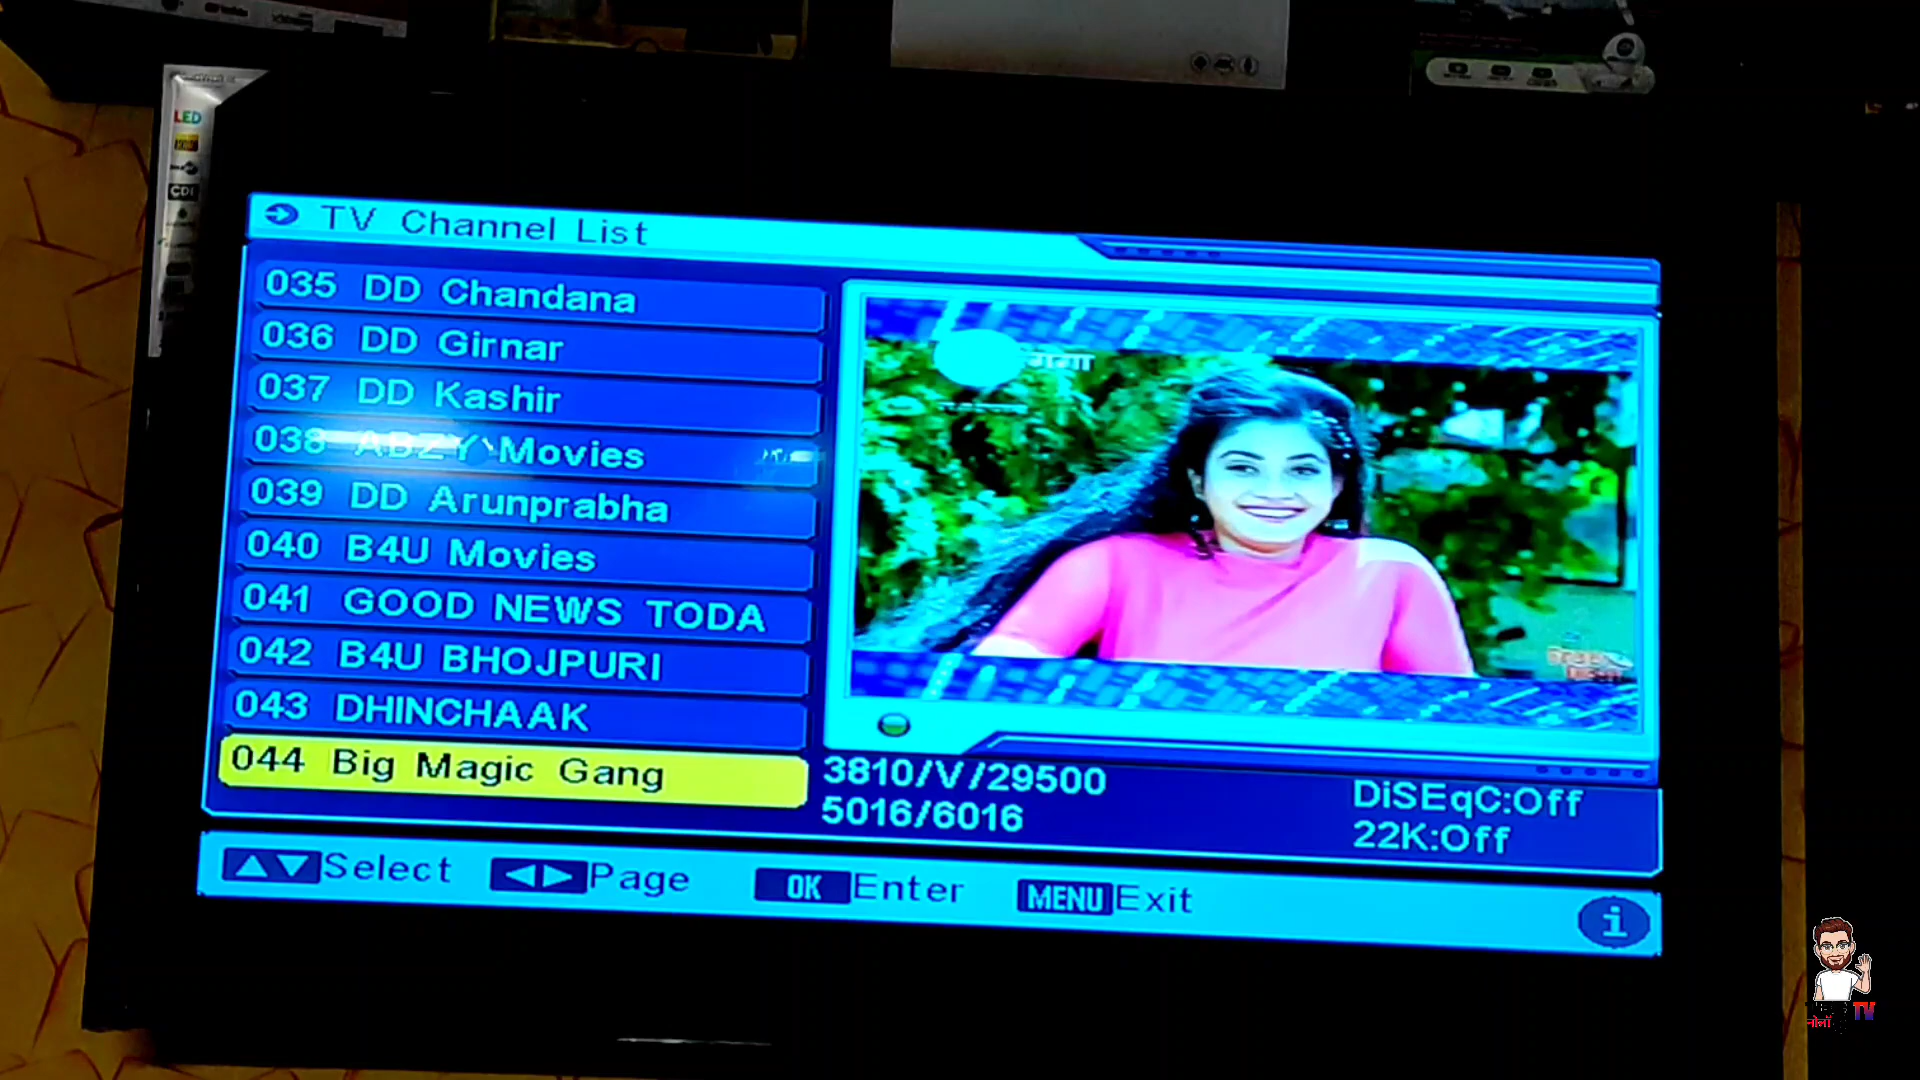 LED
TV Channel List
035 DD Chandana
036 DD Girnar
037 DD Kashir
038 ABZY Movies
039 DD Arunprabha
040 B4U Movies
041 GOOD NEWS TODA
042 B4U BHOJPURI
043 DHINCHAAK
044 Big Magic Gang
गंगा
3810/V/29500
5016/6016
DiSEqC:Off
22K:Off
Select
Page
OK Enter
MENU Exit
i
TV